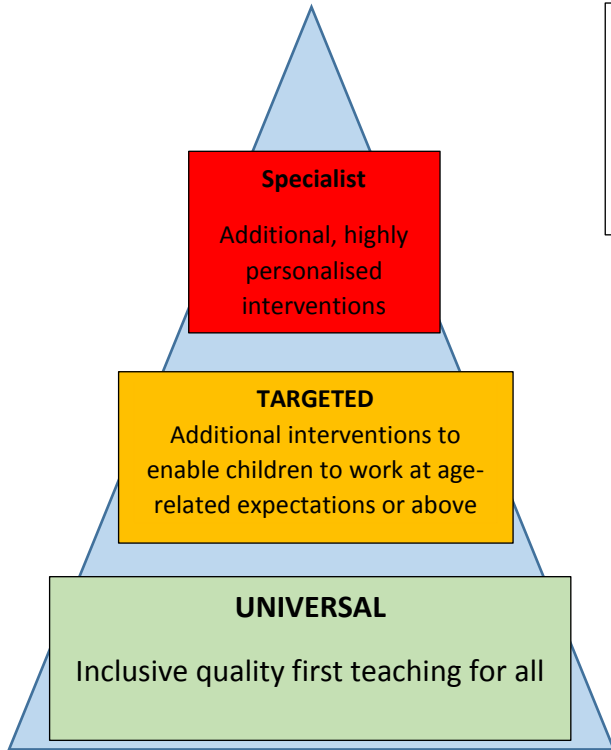 Specialist
Additional, highly
personalised
interventions
TARGETED
Additional interventions to
enable children to work at age-
related expectations or above
UNIVERSAL
Inclusive quality first teaching for all